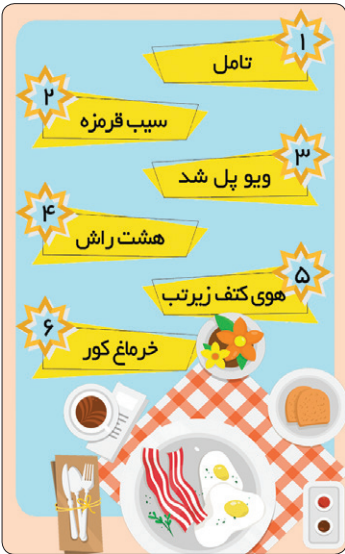 ۱
تامل
۲
سیب قرمزه
۳
ویو پل شد
۴
هشت راش
۵
هوی کتف زیرتب
۶
خرماغ کور